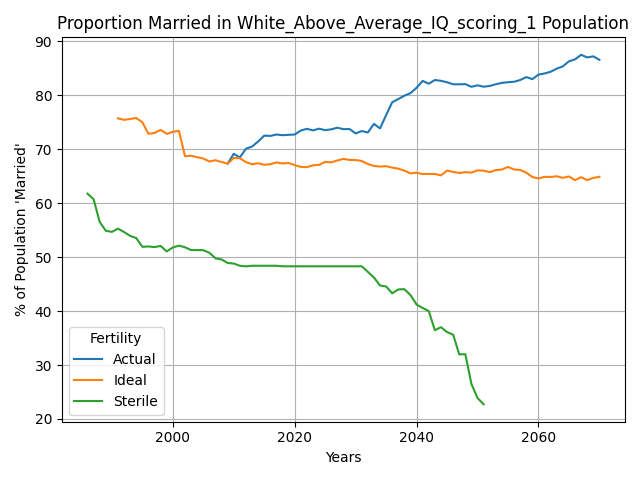 Proportion Married in White_Above_Average_IQ_scoring_1 Population
90
80
70
60
50
40
30
20
% of Population 'Married'
Fertility
Actual
Ideal
Sterile
2000
2020
2040
2060
Years